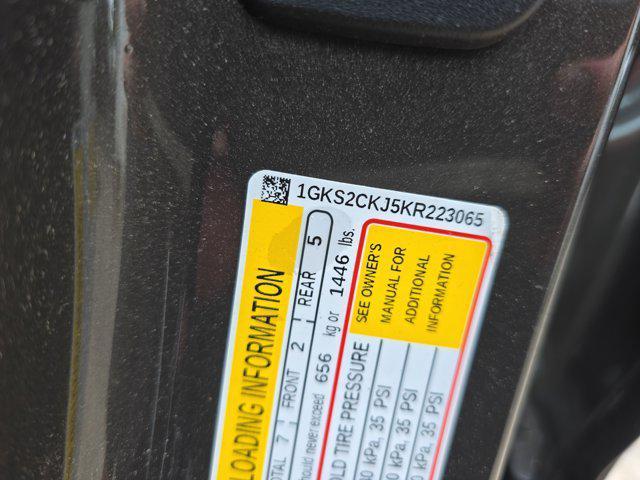 1GKS2CKJ5KR223065
LOADING INFORMATION
TOTAL 7 FRONT 2 REAR 5
should never exceed 656 kg or 1446 lbs.
COLD TIRE PRESSURE
SEE OWNER'S
MANUAL FOR
ADDITIONAL
INFORMATION
kPa, 35 PSI
kPa, 35 PSI
kPa, 35 PSI